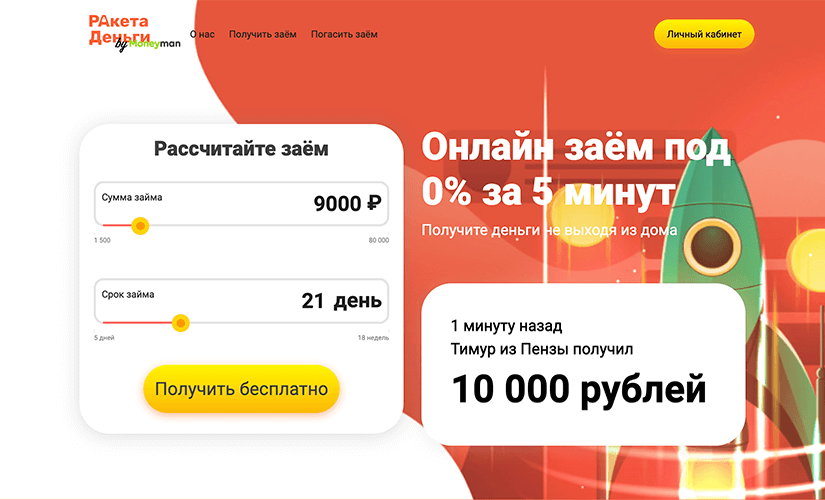 РАкета
Деньги
by Moneyman
О нас Получить заём Погасить заём
Личный кабинет
Рассчитайте заём
Сумма займа
9000 ₽
1 500 80 000
Срок займа
21 день
5 дней 18 недель
Получить бесплатно
Онлайн заём под
0% за 5 минут
Получите деньги не выходя из дома
1 минуту назад
Тимур из Пензы получил
10 000 рублей